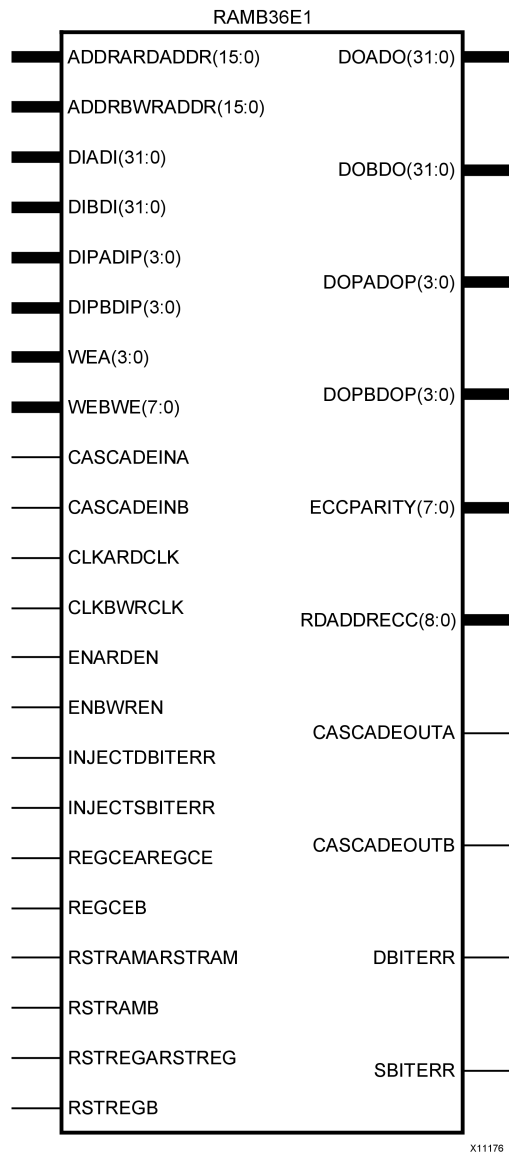 RAMB36E1
ADDRARDADDR(15:0)
ADDRBWRADDR(15:0)
DIADI(31:0)
DIBDI(31:0)
DIPADIP(3:0)
DIPBDIP(3:0)
WEA(3:0)
WEBWE(7:0)
CASCADEINA
CASCADEINB
CLKARDCLK
CLKBWRCLK
ENARDEN
ENBWREN
INJECTDBITERR
INJECTSBITERR
REGCEAREGCE
REGCEB
RSTRAMARSTRAM
RSTRAMB
RSTREGARSTREG
RSTREGB
DOADO(31:0)
DOBDO(31:0)
DOPADOP(3:0)
DOPBDOP(3:0)
ECCPARITY(7:0)
RDADDRECC(8:0)
CASCADEOUTA
CASCADEOUTB
DBITERR
SBITERR
X11176